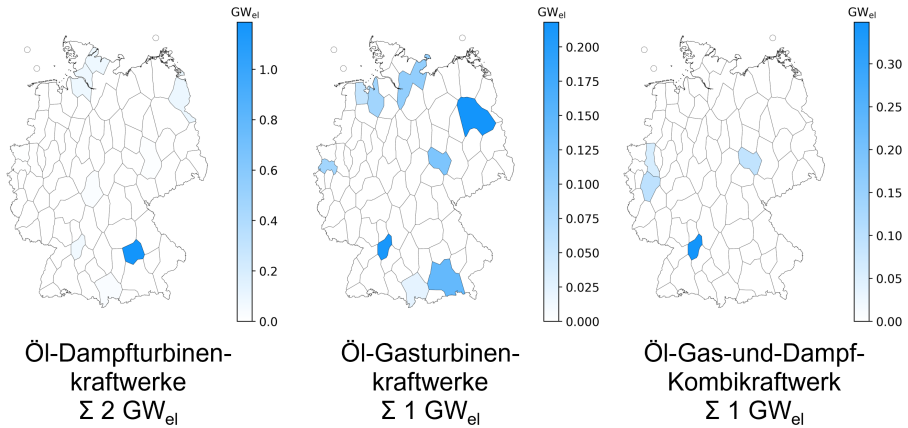 GWel
1.0
0.8
0.6
0.4
0.2
0.0
Öl-Dampfturbinen-
kraftwerke
Σ 2 GWel
GWel
0.200
0.175
0.150
0.125
0.100
0.075
0.050
0.025
0.000
Öl-Gasturbinen-
kraftwerke
Σ 1 GWel
GWel
0.30
0.25
0.20
0.15
0.10
0.05
0.00
Öl-Gas-und-Dampf-
Kombikraftwerk
Σ 1 GWel